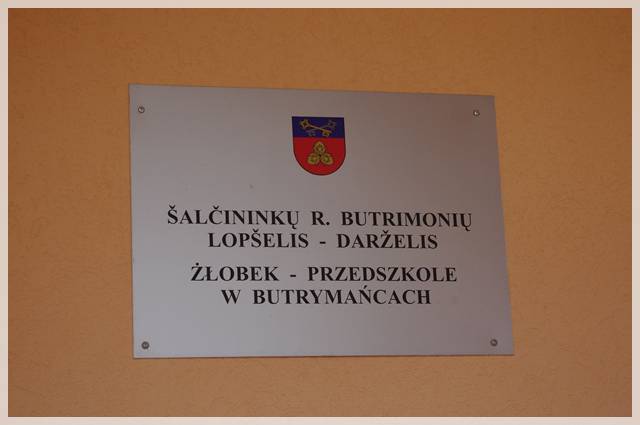 ŠALČININKŲ R. BUTRIMONIŲ
LOPŠELIS - DARŽELIS
ŻŁOBEK - PRZEDSZKOLE
W BUTRYMAŃCACH